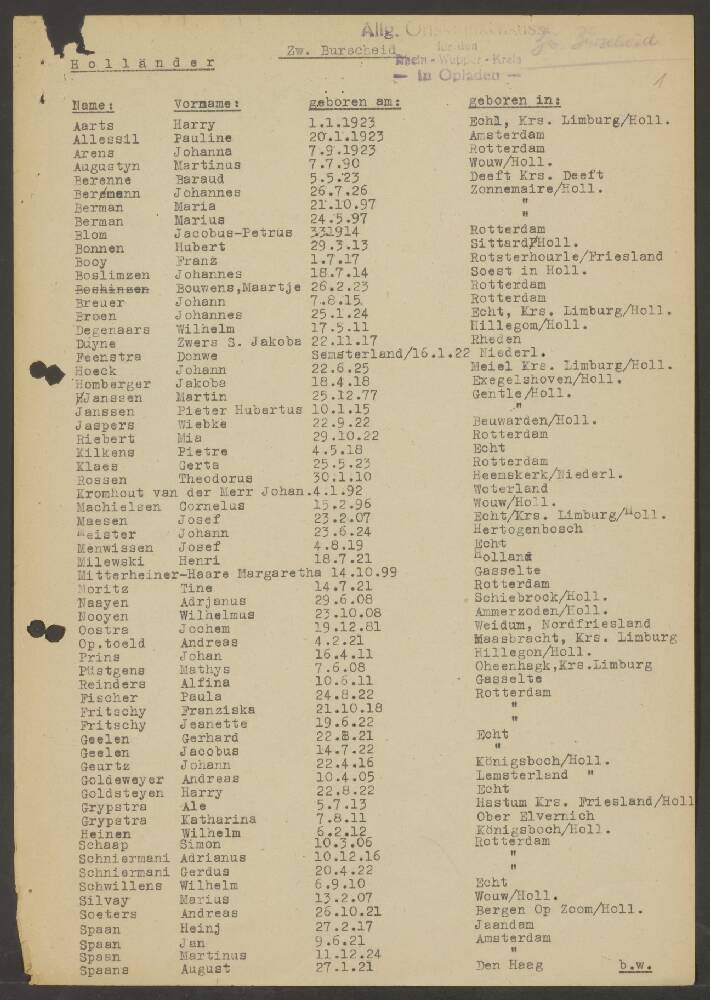 Allg.
Zw. Burscheid
für den
Rhein-Wupper-Kreis
— in Opladen —
1
Holländer
Name: Vorname: geboren am: geboren in:
Aarts Harry 1.1.1923 Echl, Krs. Limburg/Holl.
Allessil Pauline 20.1.1923 Amsterdam
Arens Johanna 7.9.1923 Rotterdam
Augustyn Martinus 7.7.90 Wouw/Holl.
Berenne Baraud 5.5.23 Deeft Krs. Deeft
Bergmann Johannes 26.7.26 Zonnemaire/Holl.
Berman Maria 21.10.97 "
Berman Marius 24.5.97 "
Blom Jacobus-Petrus 331914 Rotterdam
Bonnen Hubert 29.3.13 Sittard/Holl.
Booy Franz 1.7.17 Rotsterhourle/Friesland
Boslimzen Johannes 18.7.14 Soest in Holl.
Boshinsen Bouwens,Maartje 26.2.23 Rotterdam
Breuer Johann 7.8.15. Rotterdam
Broen Johannes 25.1.24 Echt, Krs. Limburg/Holl.
Degenaars Wilhelm 17.5.11 Hillegom/Holl.
Duyne Zwers S. Jakoba 22.11.17 Rheden
Feenstra Donwe Semsterland/16.1.22 Niederl.
Hoeck Johann 22.6.25 Meiel Krs. Limburg/Holl.
Homberger Jakobs 18.4.18 Exegelshoven/Holl.
Janssen Martin 25.12.77 Gentle/Holl.
Janssen Pieter Hubertus 10.1.15 "
Jaspers Wiebke 22.9.22 Beuwarden/Holl.
Riebert Mia 29.10.22 Rotterdam
Kilkens Pietre 4.5.18 Echt
Klaes Gerta 25.5.23 Rotterdam
Rossen Theodorus 30.1.10 Heemskerk/Niederl.
Kromhout van der Merr Johan.4.1.92 Woterland
Machielsen Cornelus 15.2.96 Wouw/Holl.
Maesen Josef 23.2.07 Echt/Krs. Limburg/Holl.
Meister Johann 23.6.24 Hertogenbosch
Menwissen Josef 4.8.19 Echt
Milewski Henri 18.7.21 Holland
Mitterheiner-Haare Margaretha 14.10.99 Gasselte
Moritz Tine 14.7.21 Rotterdam
Naayen Adrjanus 29.6.08 Schiebrock/Holl.
Nooyen Wilhelmus 23.10.08 Ammerzoden/Holl.
Oostra Jochem 19.12.81 Weidum, Nordfriesland
Op.toeld Andreas 4.2.21 Maasbracht, Krs. Limburg
Prins Johan 16.4.11 Hillegon/Holl.
Püstgens Mathys 7.6.08 Oheenhagk,Krs.Limburg
Reinders Alfina 10.6.11 Gasselte
Fischer Paula 24.8.22 Rotterdam
Fritschy Franziska 21.10.18 "
Fritschy Jeanette 19.6.22 "
Geelen Gerhard 22.8.21 Echt
Geelen Jacobus 14.7.22 "
Geurtz Johann 22.4.16 Königsboch/Holl.
Goldeweyer Andreas 10.4.05 Lemsterland "
Goldsteyen Harry 22.8.22 Echt
Grypstra Ale 5.7.13 Hastum Krs. Friesland/Holl
Grypstra Katharina 7.8.11 Ober Elvernich
Heinen Wilhelm 6.2.12 Königsboch/Holl.
Schaap Simon 10.3.06 Rotterdam
Schniermani Adrianus 10.12.16 "
Schniermani Gerdus 20.4.22 "
Schwillens Wilhelm 6.9.10 Echt
Silvay Marius 13.2.07 Wouw/Holl.
Soeters Andreas 26.10.21 Bergen Op Zoom/Holl.
Spaan Heinj 27.2.17 Jaandam
Spaan Jan 9.6.21 Amsterdam
Spaan Martinus 11.12.24 "
Spaans August 27.1.21 Den Haag b.w.